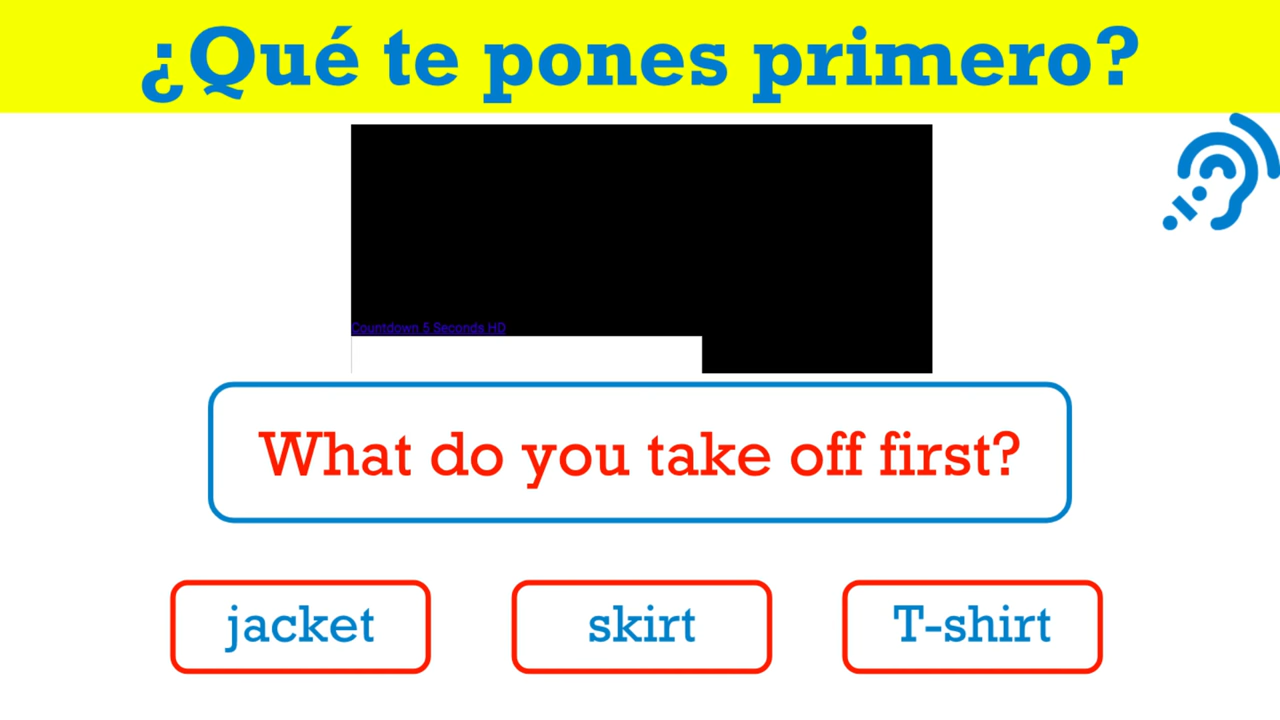 ¿Qué te pones primero?
Countdown 5 Seconds HD
What do you take off first?
jacket
skirt
T-shirt